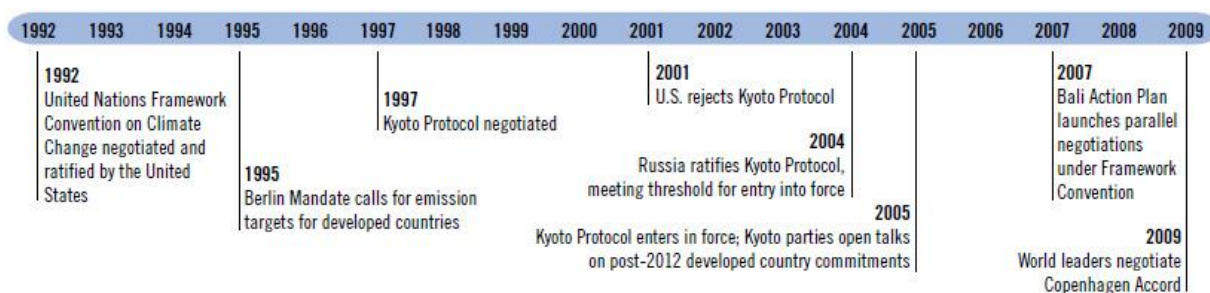 1992 1993 1994 1995 1996 1997 1998 1999 2000 2001 2002 2003 2004 2005 2006 2007 2008 2009
1992
United Nations Framework
Convention on Climate
Change negotiated and
ratified by the United
States
1995
Berlin Mandate calls for emission
targets for developed countries
1997
Kyoto Protocol negotiated
2001
U.S. rejects Kyoto Protocol
2004
Russia ratifies Kyoto Protocol,
meeting threshold for entry into force
2005
Kyoto Protocol enters in force; Kyoto parties open talks
on post-2012 developed country commitments
2007
Bali Action Plan
launches parallel
negotiations
under Framework
Convention
2009
World leaders negotiate
Copenhagen Accord